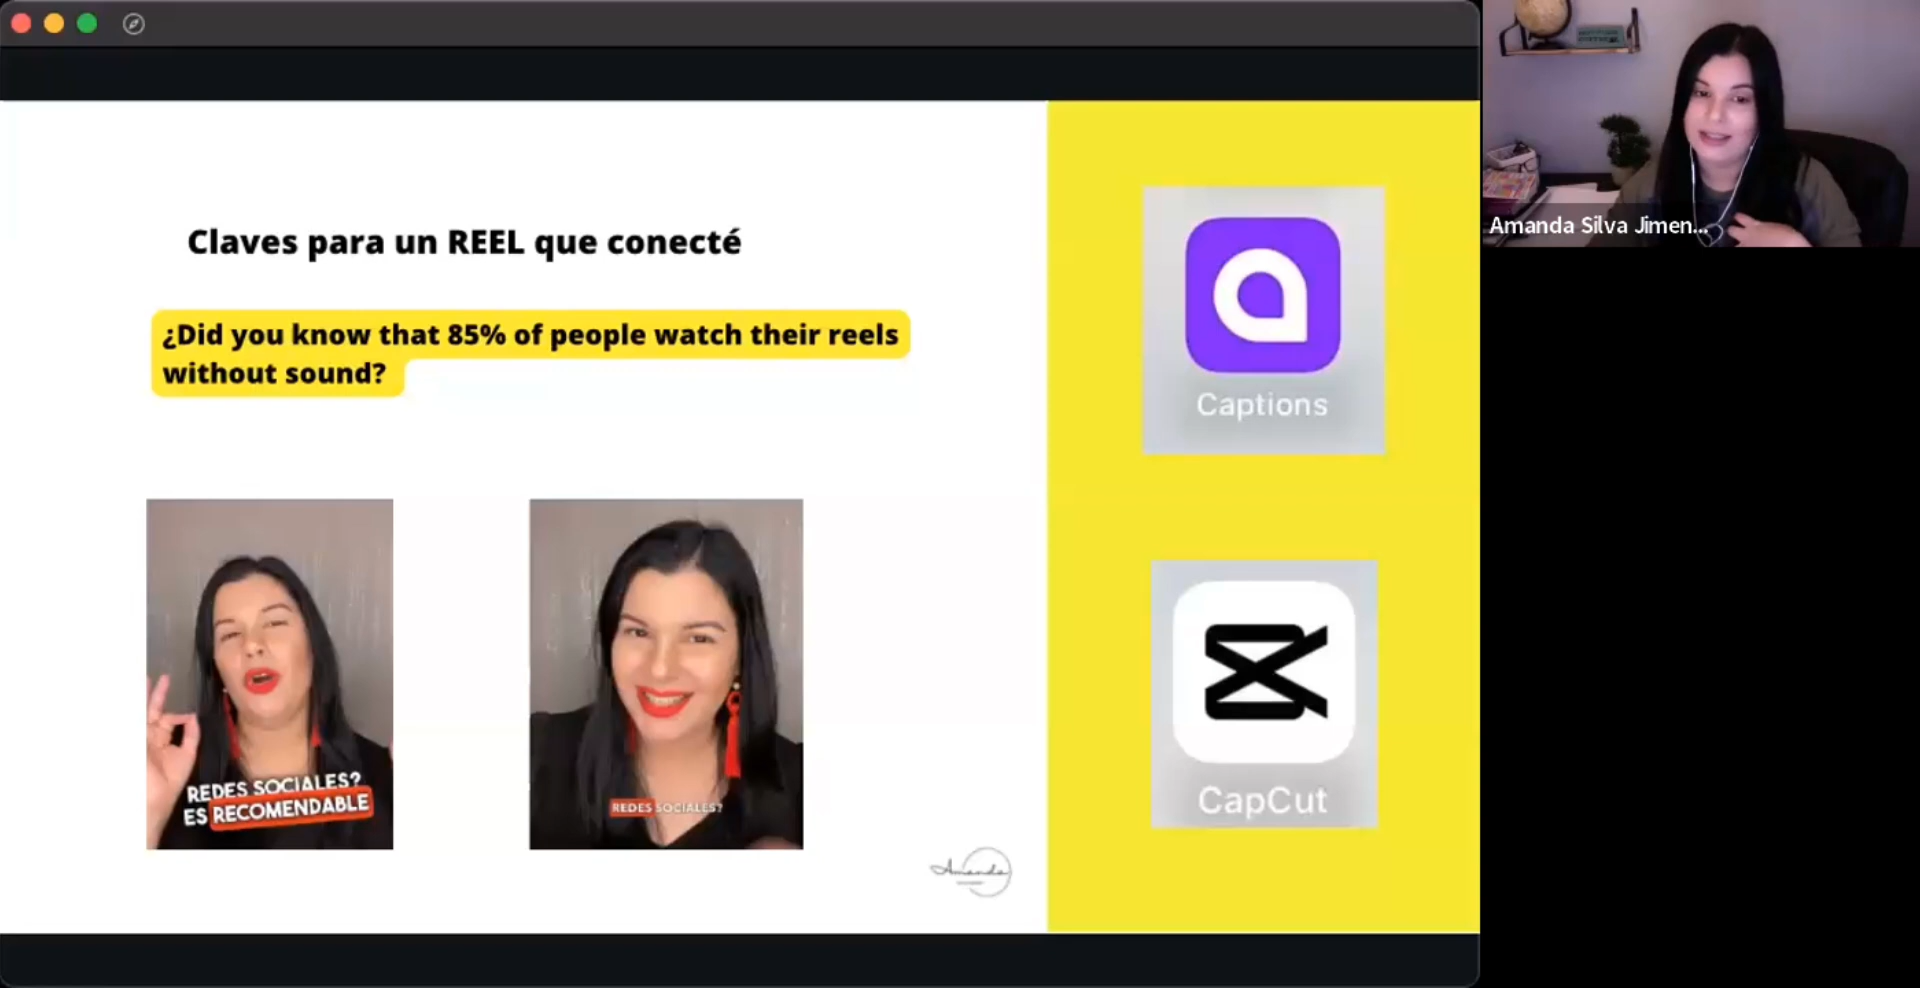 Claves para un REEL que conecté
¿Did you know that 85% of people watch their reels
without sound?
REDES SOCIALES?
ES RECOMENDABLE
REDES SOCIALES?
Amanda
Captions
CapCut
Amanda Silva Jimen...